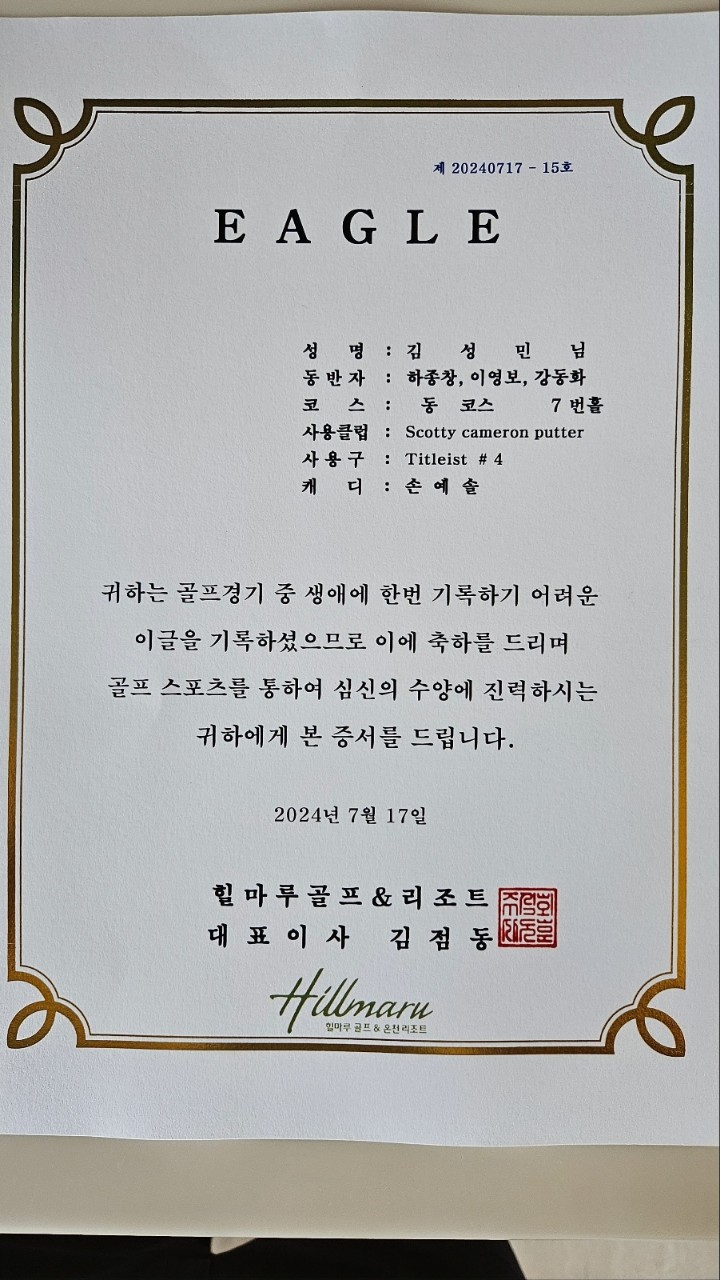 제 20240717 - 15호
E A G L E
성 명 : 김 성 민 님
동 반 자 : 하종창, 이영보, 강동화
코 스 : 동 코스 7 번홀
사용클럽 : Scotty cameron putter
사 용 구 : Titleist # 4
캐 디 : 손 예 솔
귀하는 골프경기 중 생애에 한번 기록하기 어려운
이글을 기록하셨으므로 이에 축하를 드리며
골프 스포츠를 통하여 심신의 수양에 진력하시는
귀하에게 본 증서를 드립니다.
2024년 7월 17일
힐 마 루 골 프 & 리 조 트
대 표 이 사 김 점 동
Hillmaru
힐마루 골프 & 온천 리조트